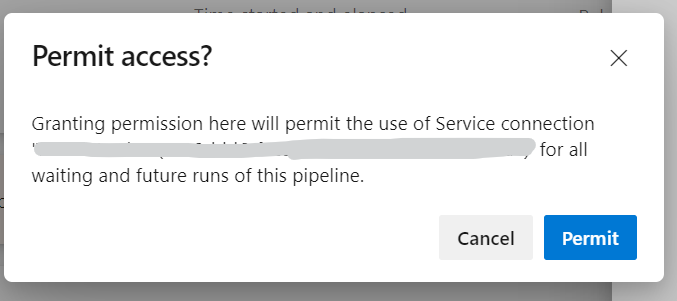 Permit access?
Granting permission here will permit the use of Service connection
for all
waiting and future runs of this pipeline.
Cancel
Permit